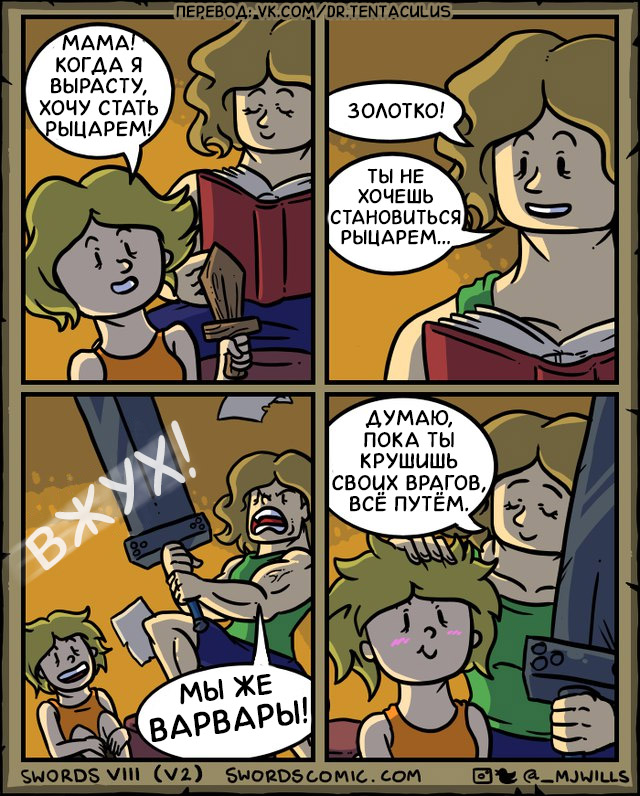 ПЕРЕВОД: VK.COM/DR.TENTACULUS
МАМА!
КОГДА Я
ВЫРАСТУ,
ХОЧУ СТАТЬ
РЫЦАРЕМ!
ЗОЛОТКО!
ТЫ НЕ
ХОЧЕШЬ
СТАНОВИТЬСЯ
РЫЦАРЕМ...
ВЖУХ!
МЫ ЖЕ
ВАРВАРЫ!
ДУМАЮ,
ПОКА ТЫ
КРУШИШЬ
СВОИХ ВРАГОВ,
ВСЁ ПУТЁМ.
SWORDS VIII (V2) SWORDSCOMIC.COM @_MJWILLS